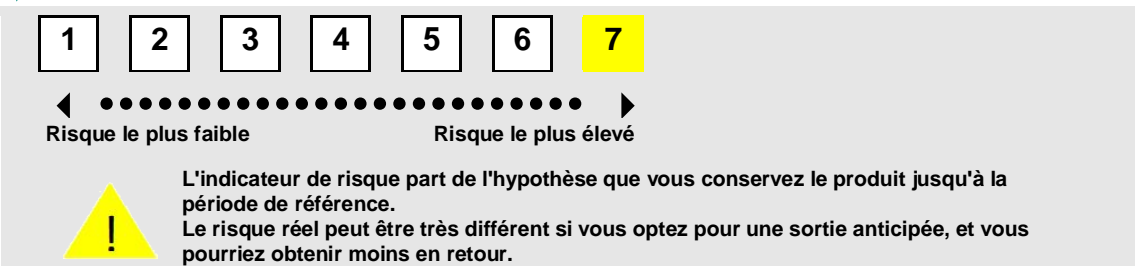 1 2 3 4 5 6 7
Risque le plus faible Risque le plus élevé
L'indicateur de risque part de l'hypothèse que vous conservez le produit jusqu'à la
période de référence.
Le risque réel peut être très différent si vous optez pour une sortie anticipée, et vous
pourriez obtenir moins en retour.
!